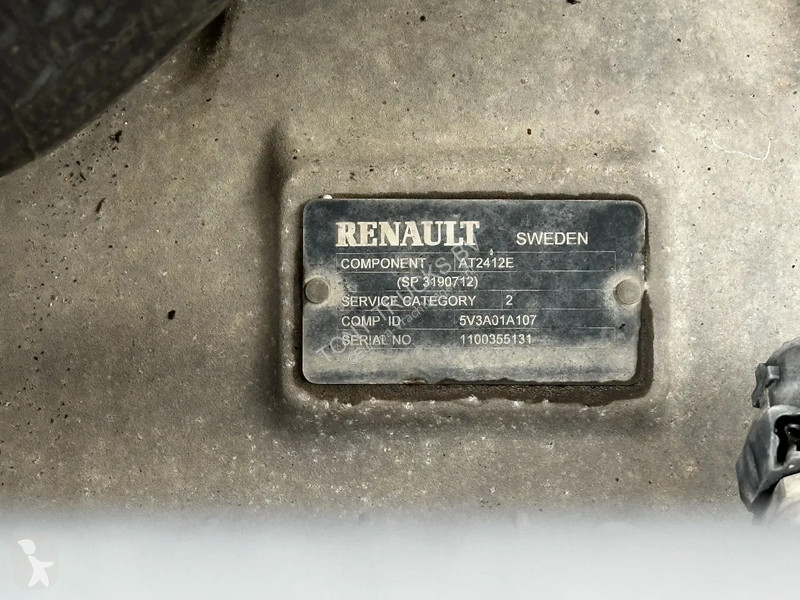 RENAULT SWEDEN
COMPONENT AT2412E
(SP 3190712)
SERVICE CATEGORY 2
COMP. ID 5V3A01A107
SERIAL NO 1100355131